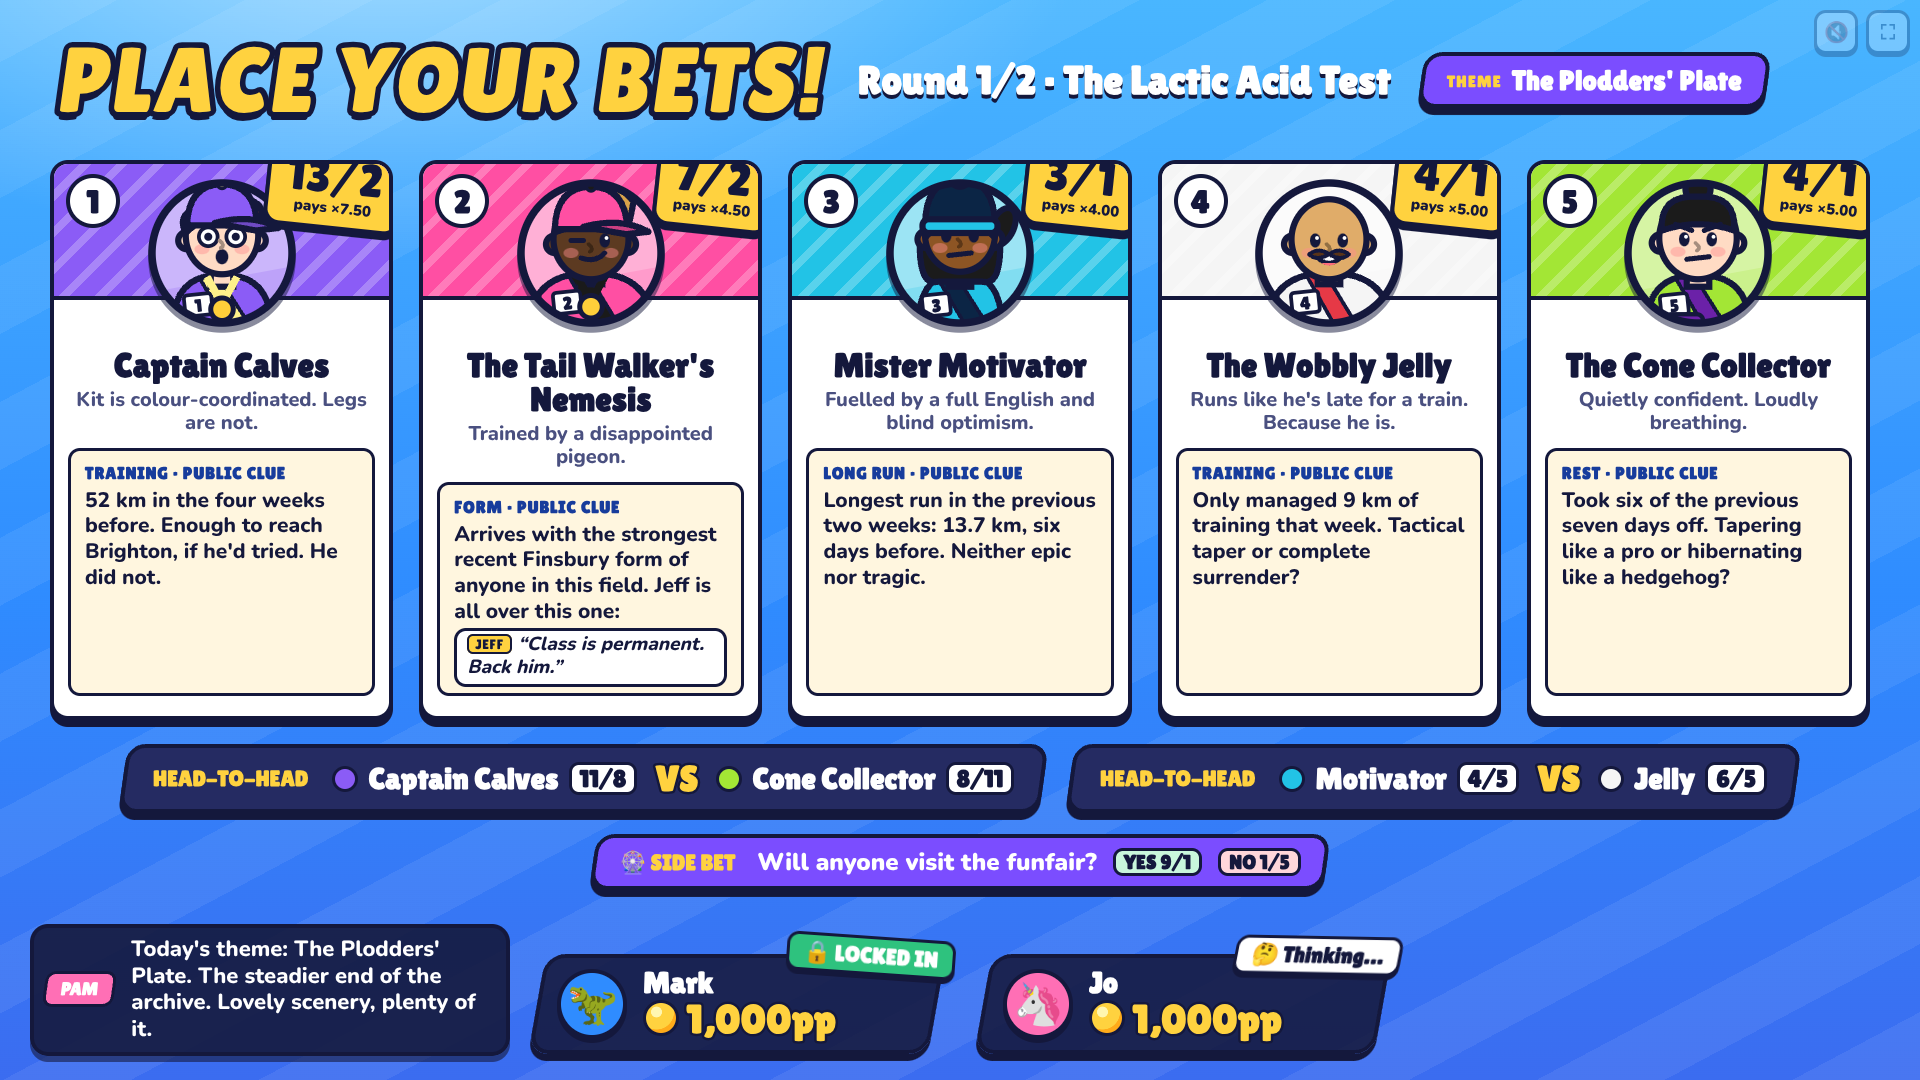 PLACE YOUR BETS!
Round 1/2 · The Lactic Acid Test
THEME The Plodders' Plate
1
13/2
pays ×7.50
1
Captain Calves
Kit is colour-coordinated. Legs
are not.
TRAINING · PUBLIC CLUE
52 km in the four weeks
before. Enough to reach
Brighton, if he'd tried. He
did not.
2
7/2
pays ×4.50
2
The Tail Walker's
Nemesis
Trained by a disappointed
pigeon.
FORM · PUBLIC CLUE
Arrives with the strongest
recent Finsbury form of
anyone in this field. Jeff is
all over this one:
JEFF “Class is permanent.
Back him.”
3
3/1
pays ×4.00
3
Mister Motivator
Fuelled by a full English and
blind optimism.
LONG RUN · PUBLIC CLUE
Longest run in the previous
two weeks: 13.7 km, six
days before. Neither epic
nor tragic.
4
4/1
pays ×5.00
4
The Wobbly Jelly
Runs like he's late for a train.
Because he is.
TRAINING · PUBLIC CLUE
Only managed 9 km of
training that week. Tactical
taper or complete
surrender?
5
4/1
pays ×5.00
5
The Cone Collector
Quietly confident. Loudly
breathing.
REST · PUBLIC CLUE
Took six of the previous
seven days off. Tapering
like a pro or hibernating
like a hedgehog?
HEAD-TO-HEAD Captain Calves 11/8 VS Cone Collector 8/11
HEAD-TO-HEAD Motivator 4/5 VS Jelly 6/5
SIDE BET Will anyone visit the funfair? YES 9/1 NO 1/5
PAM
Today's theme: The Plodders'
Plate. The steadier end of the
archive. Lovely scenery, plenty of
it.
LOCKED IN
Mark
1,000pp
Thinking...
Jo
1,000pp